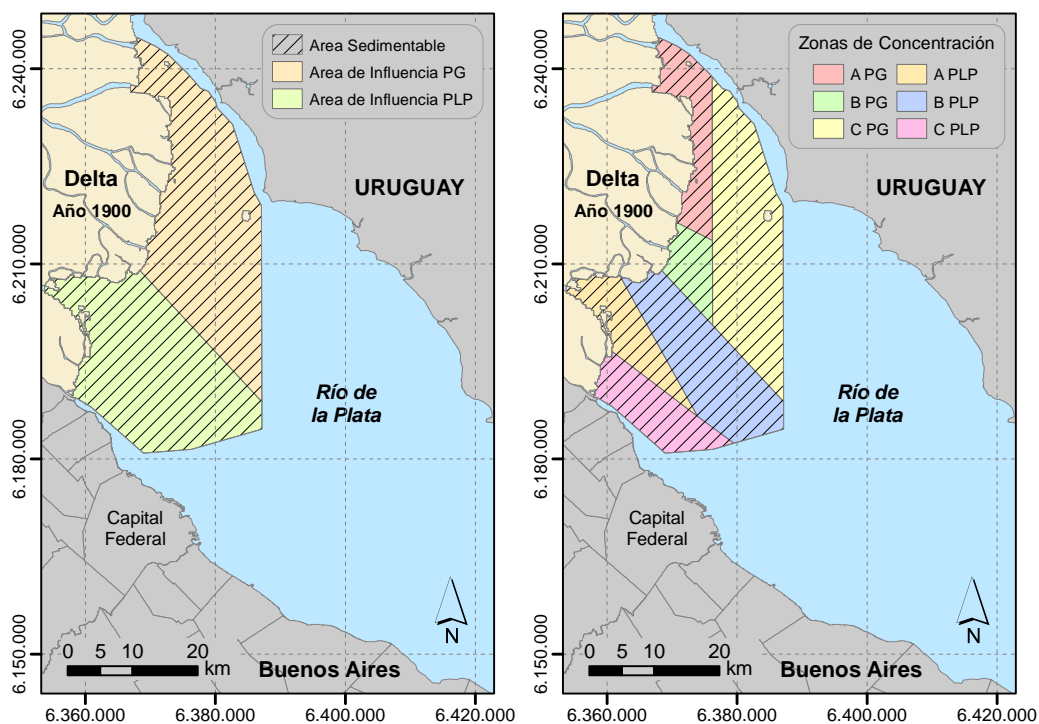 Area Sedimentable
Area de Influencia PG
Area de Influencia PLP
Delta
Año 1900
URUGUAY
Río de
la Plata
Capital
Federal
Buenos Aires
N
0 5 10 20
km
6.240.000
6.210.000
6.180.000
6.150.000
6.360.000 6.380.000 6.400.000 6.420.000
Zonas de Concentración
A PG A PLP
B PG B PLP
C PG C PLP
Delta
Año 1900
URUGUAY
Río de
la Plata
Capital
Federal
Buenos Aires
N
0 5 10 20
km
6.240.000
6.210.000
6.180.000
6.150.000
6.360.000 6.380.000 6.400.000 6.420.000